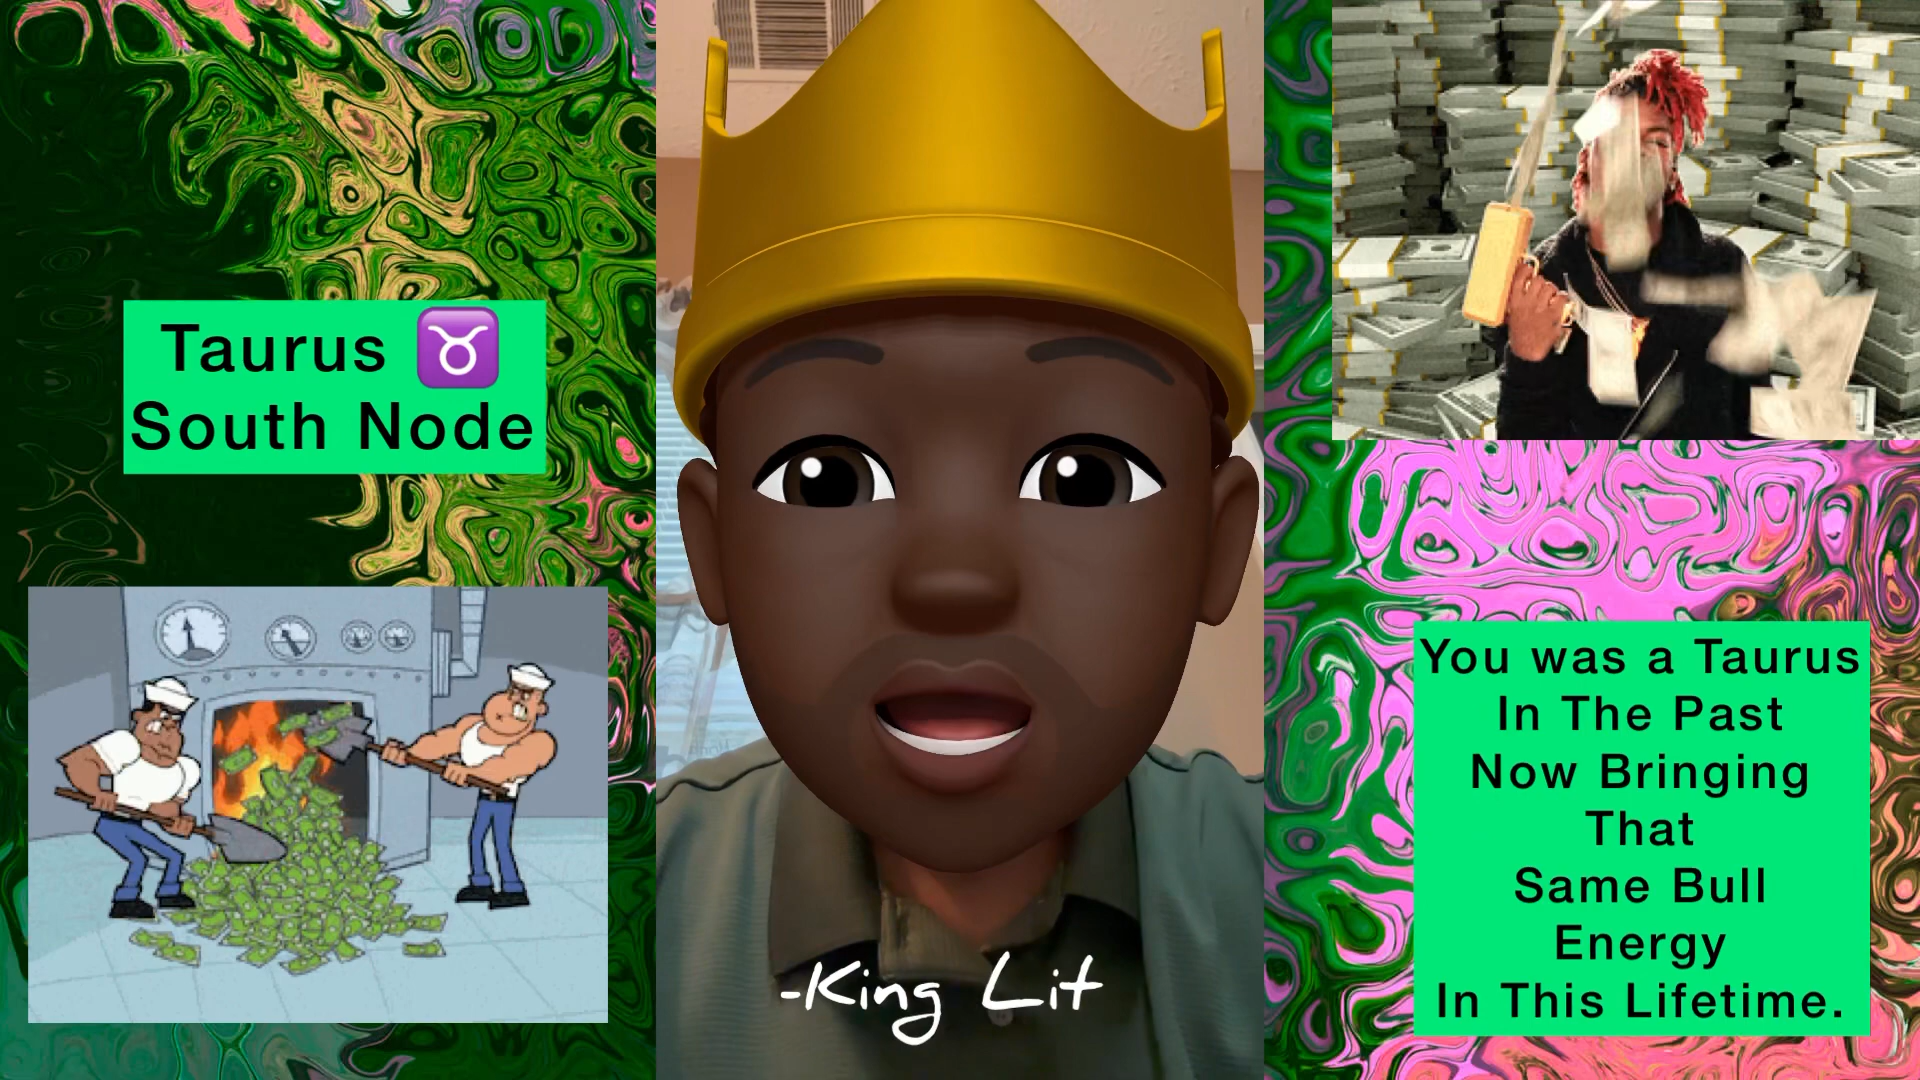 Taurus ♉
South Node
-King Lit
You was a Taurus
In The Past
Now Bringing
That
Same Bull
Energy
In This Lifetime.